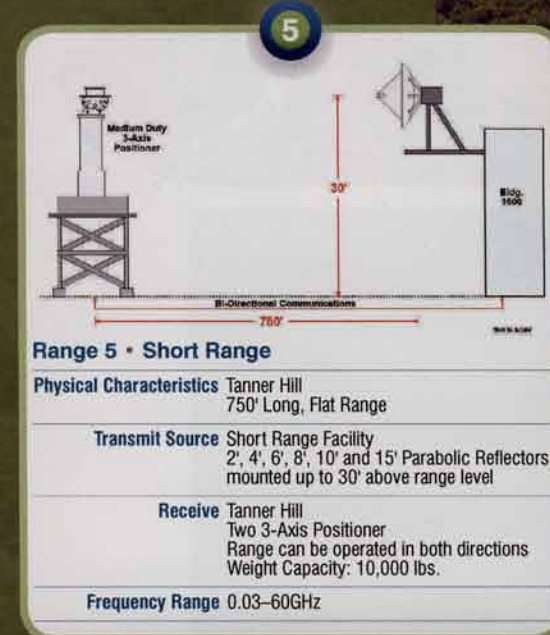 5
Medium Duty
3-Axis
Positioner
30'
Bldg.
1600
Bi-Directional Communications
750'
Range 5 • Short Range
Physical Characteristics Tanner Hill
750' Long, Flat Range
Transmit Source Short Range Facility
2', 4', 6', 8', 10' and 15' Parabolic Reflectors
mounted up to 30' above range level
Receive Tanner Hill
Two 3-Axis Positioner
Range can be operated in both directions
Weight Capacity: 10,000 lbs.
Frequency Range 0.03–60GHz